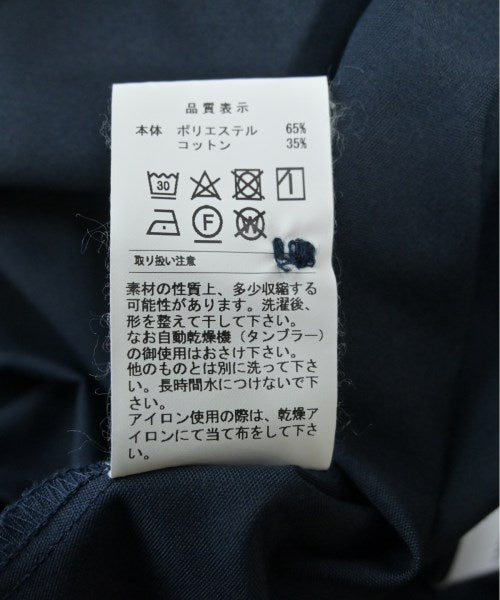 品質表示
本体 ポリエステル 65%
コットン 35%
30
F
W
取り扱い注意
素材の性質上、多少収縮する
可能性があります。洗濯後、
形を整えて干して下さい。
なお自動乾燥機（タンブラー）
の御使用はおさけ下さい。
他のものとは別に洗って下さ
い。長時間水につけないで下
さい。
アイロン使用の際は、乾燥ア
イロンにて当て布をして下さ
い。